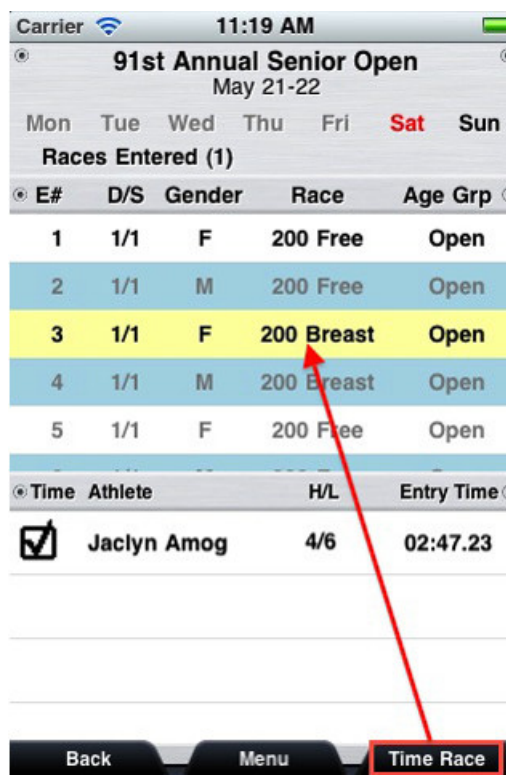 Carrier 11:19 AM
91st Annual Senior Open
May 21-22
Mon Tue Wed Thu Fri Sat Sun
Races Entered (1)
E# D/S Gender Race Age Grp
1 1/1 F 200 Free Open
2 1/1 M 200 Free Open
3 1/1 F 200 Breast Open
4 1/1 M 200 Breast Open
5 1/1 F 200 Free Open
Time Athlete H/L Entry Time
Jaclyn Amog 4/6 02:47.23
Back Menu Time Race